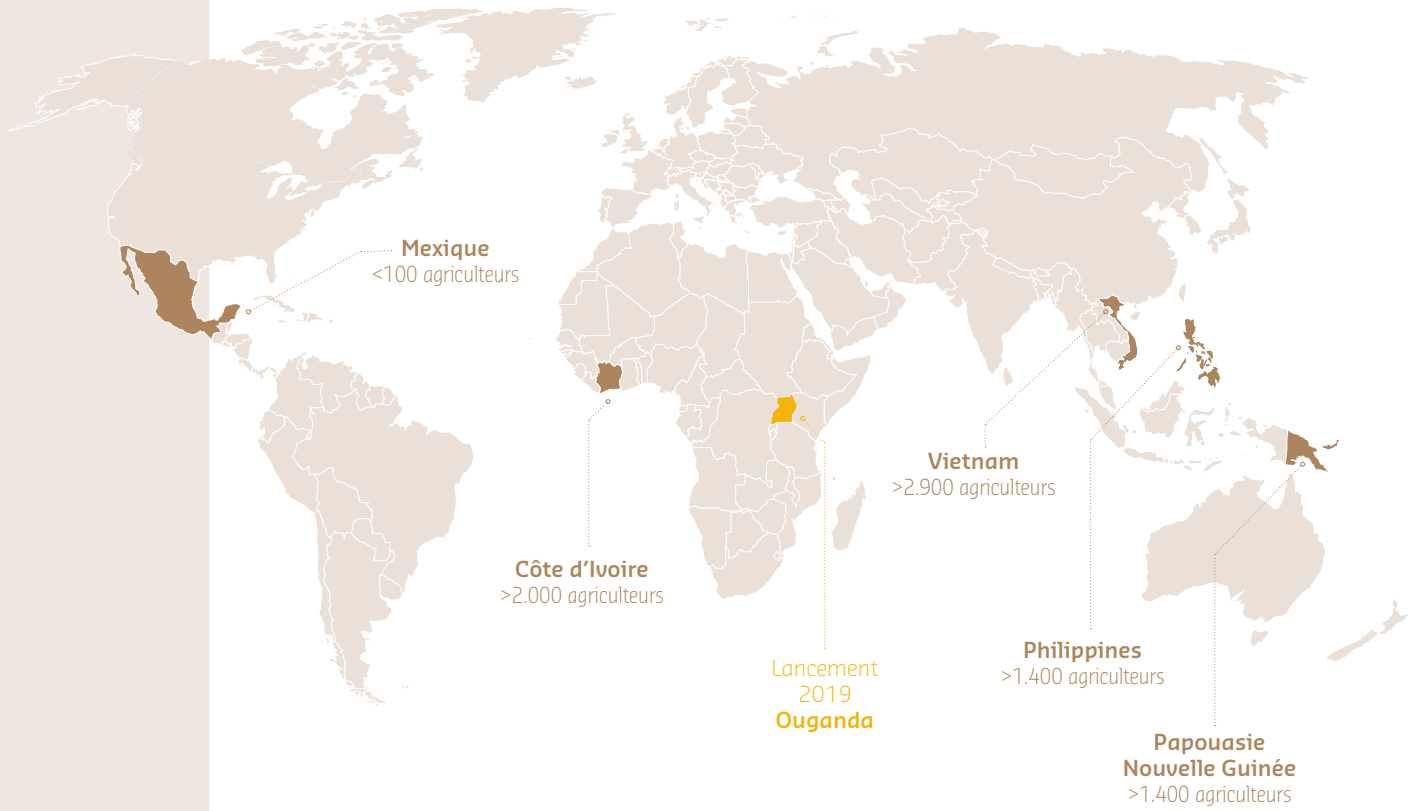 Mexique
<100 agriculteurs
Vietnam
>2.900 agriculteurs
Côte d'Ivoire
>2.000 agriculteurs
Philippines
>1.400 agriculteurs
Lancement
2019
Ouganda
Papouasie
Nouvelle Guinée
>1.400 agriculteurs